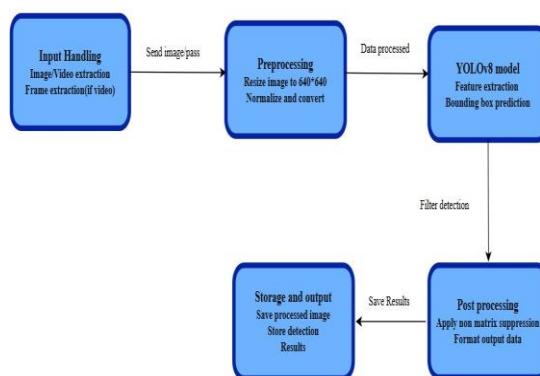 Input Handling
Image/Video extraction
Frame extraction(if video)
Send image/pass
Preprocessing
Resize image to 640*640
Normalize and convert
Data processed
YOLOv8 model
Feature extraction
Bounding box prediction
Filter detection
Post processing
Apply non matrix suppression
Format output data
Save Results
Storage and output
Save processed image
Store detection
Results